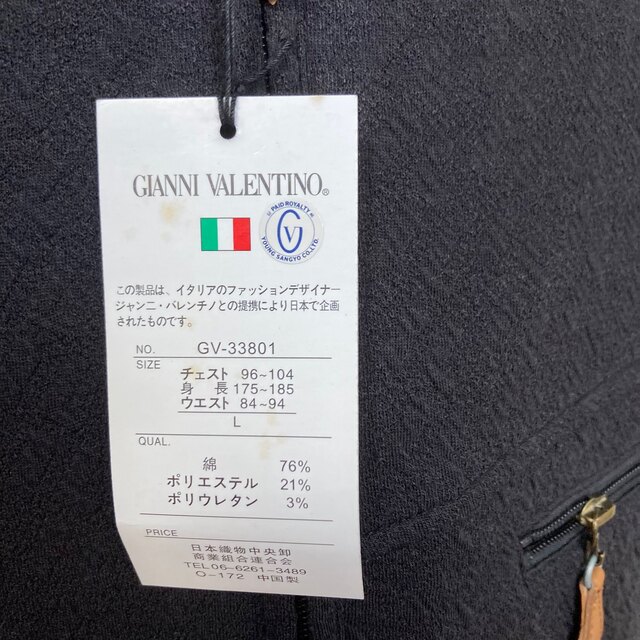 GIANNI VALENTINO®
PAID ROYALTY
GV
YOUNG SANGYO CO.,LTD.
この製品は、イタリアのファッションデザイナー
ジャンニ・バレンチノとの提携により日本で企画
されたものです。
NO. GV-33801
SIZE
チェスト 96~104
身長 175~185
ウエスト 84~94
L
QUAL.
綿 76%
ポリエステル 21%
ポリウレタン 3%
PRICE
日本織物中央卸
商業組合連合会
TEL06-6261-3489
O-172 中国製